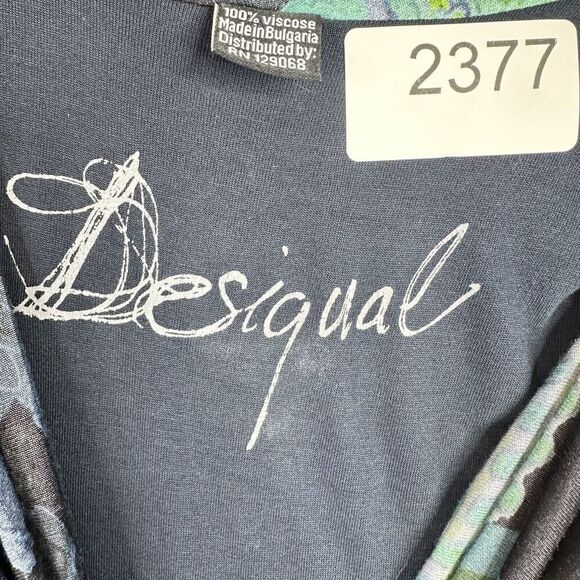 100% viscose
MadeinBulgaria
Distributed by:
RN 129068
2377
Desigual